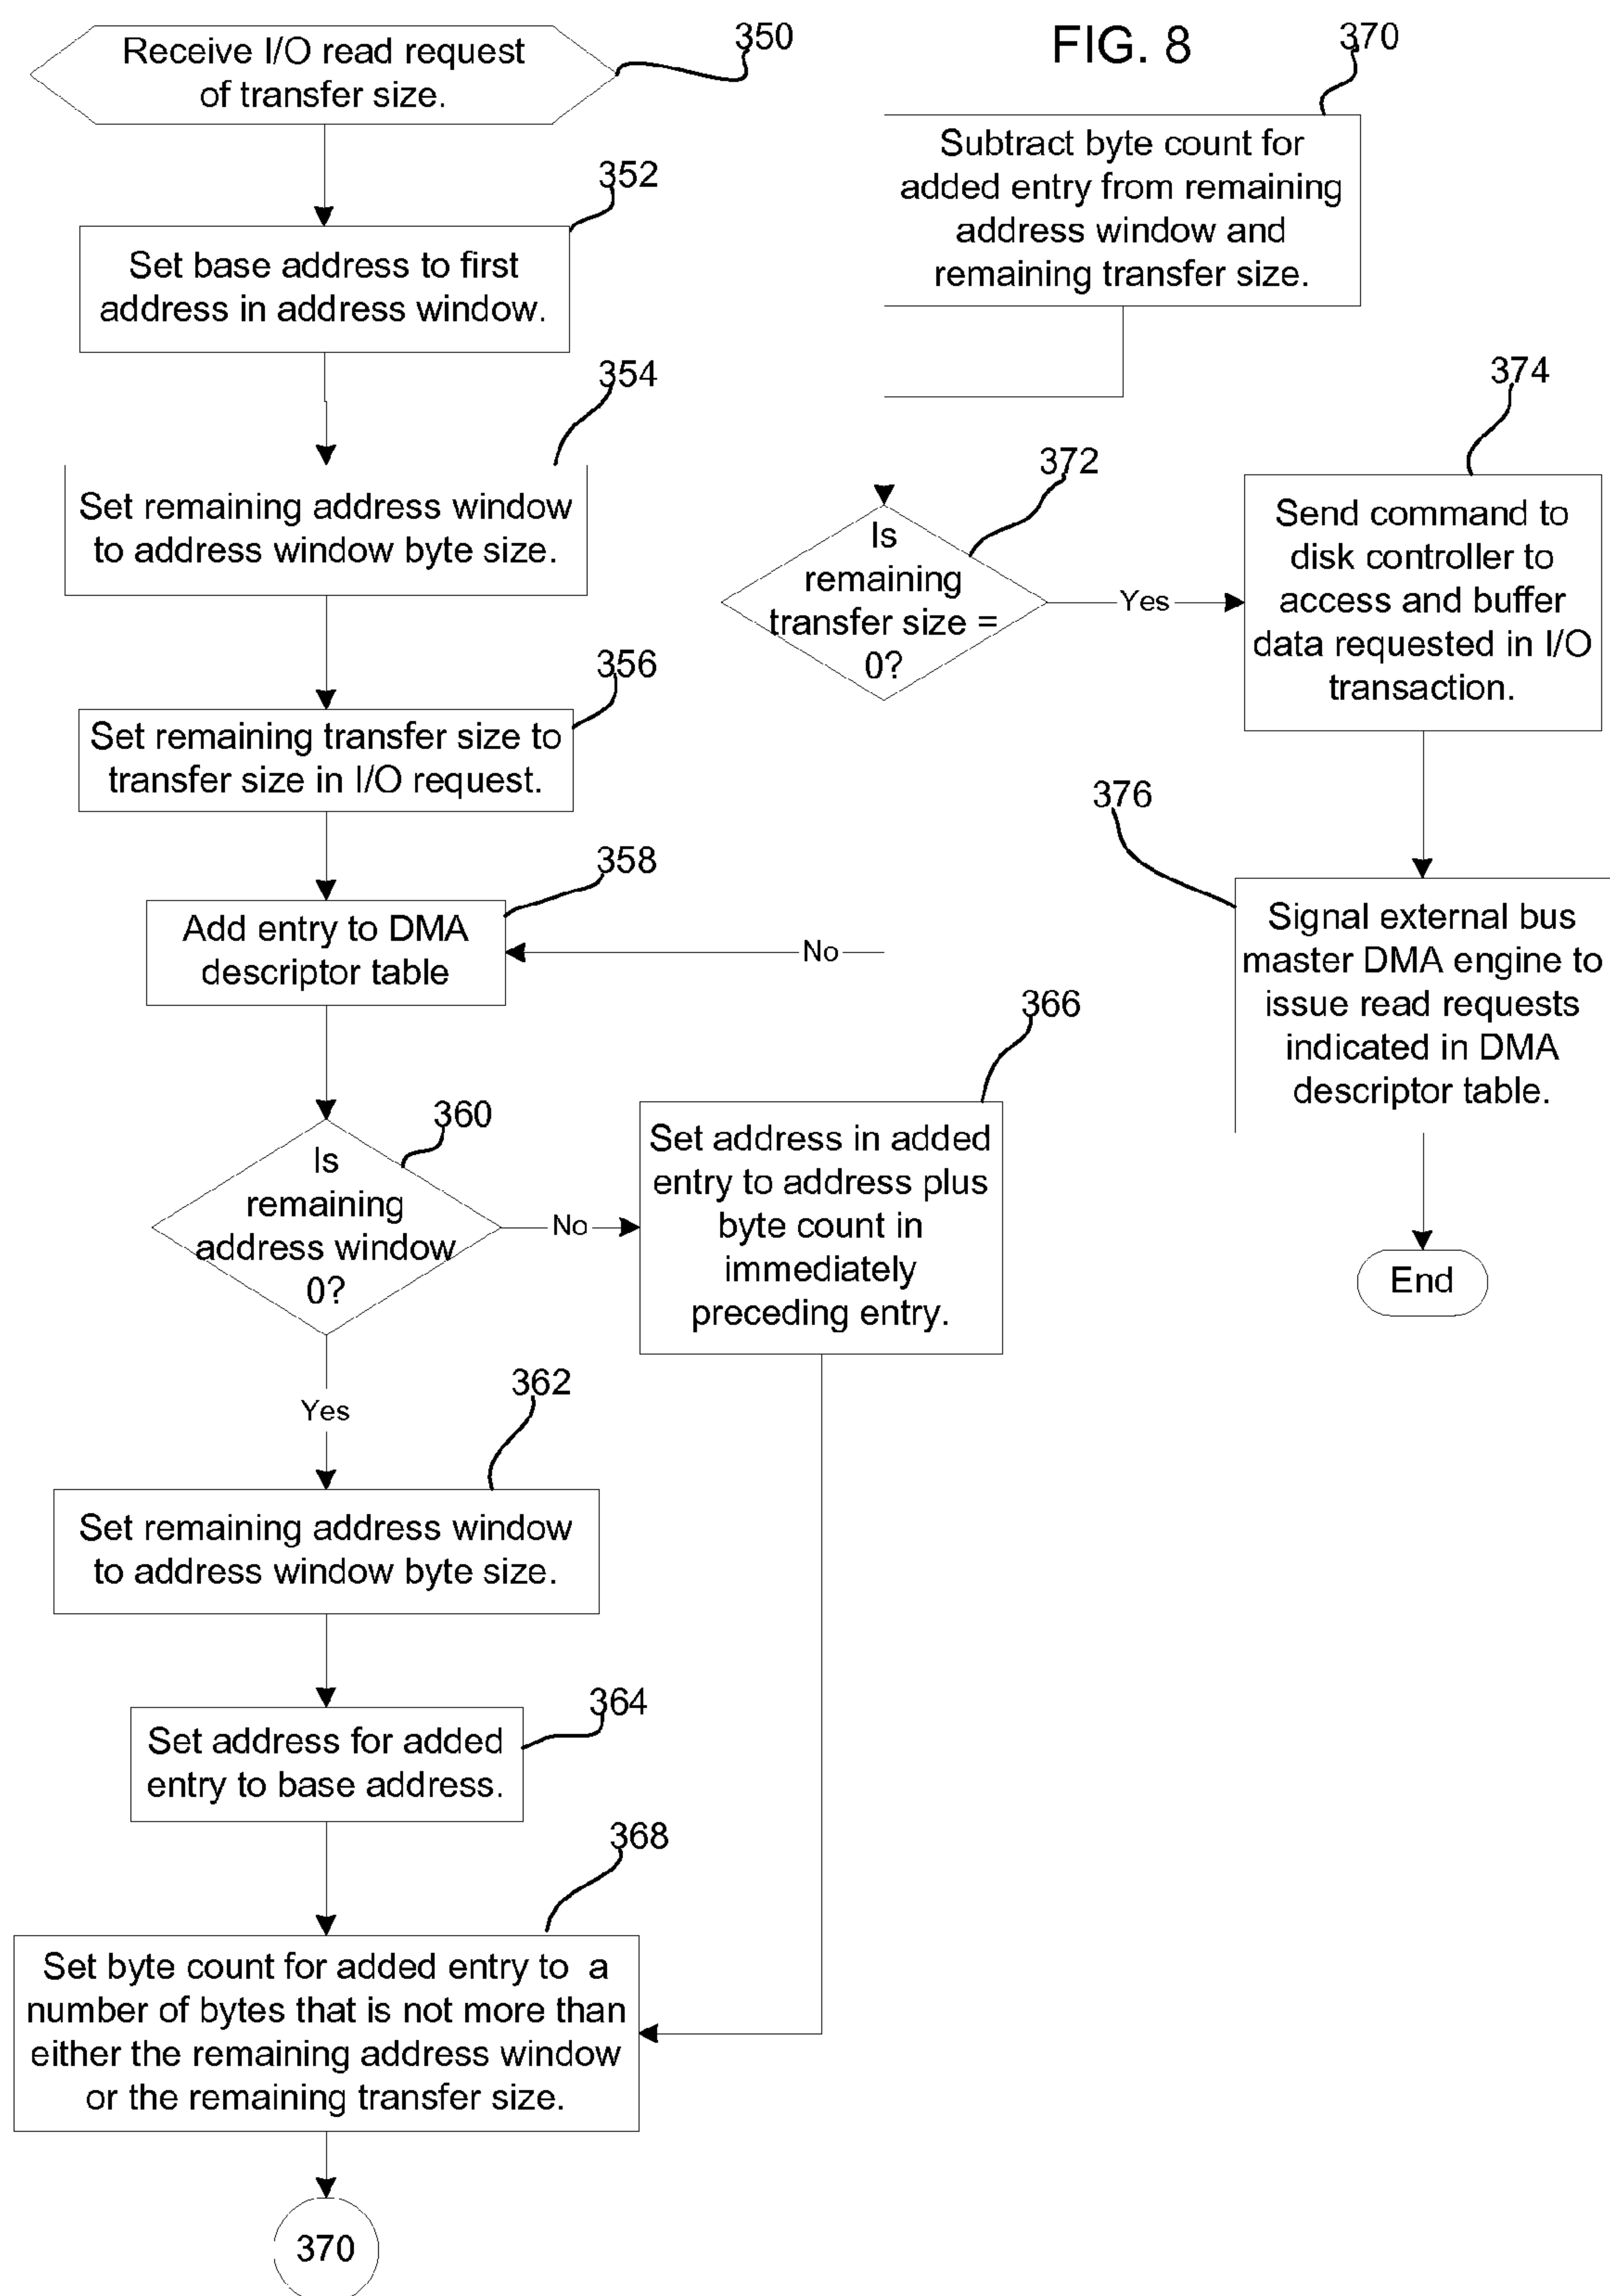 Receive I/O read request
of transfer size.
350
352
Set base address to first
address in address window.
354
Set remaining address window
to address window byte size.
356
Set remaining transfer size to
transfer size in I/O request.
358
Add entry to DMA
descriptor table
No
360
Is
remaining
address window
0?
No
366
Set address in added
entry to address plus
byte count in
immediately
preceding entry.
Yes
362
Set remaining address window
to address window byte size.
364
Set address for added
entry to base address.
368
Set byte count for added entry to a
number of bytes that is not more than
either the remaining address window
or the remaining transfer size.
370
FIG. 8
370
Subtract byte count for
added entry from remaining
address window and
remaining transfer size.
372
Is
remaining
transfer size =
0?
Yes
374
Send command to
disk controller to
access and buffer
data requested in I/O
transaction.
376
Signal external bus
master DMA engine to
issue read requests
indicated in DMA
descriptor table.
End